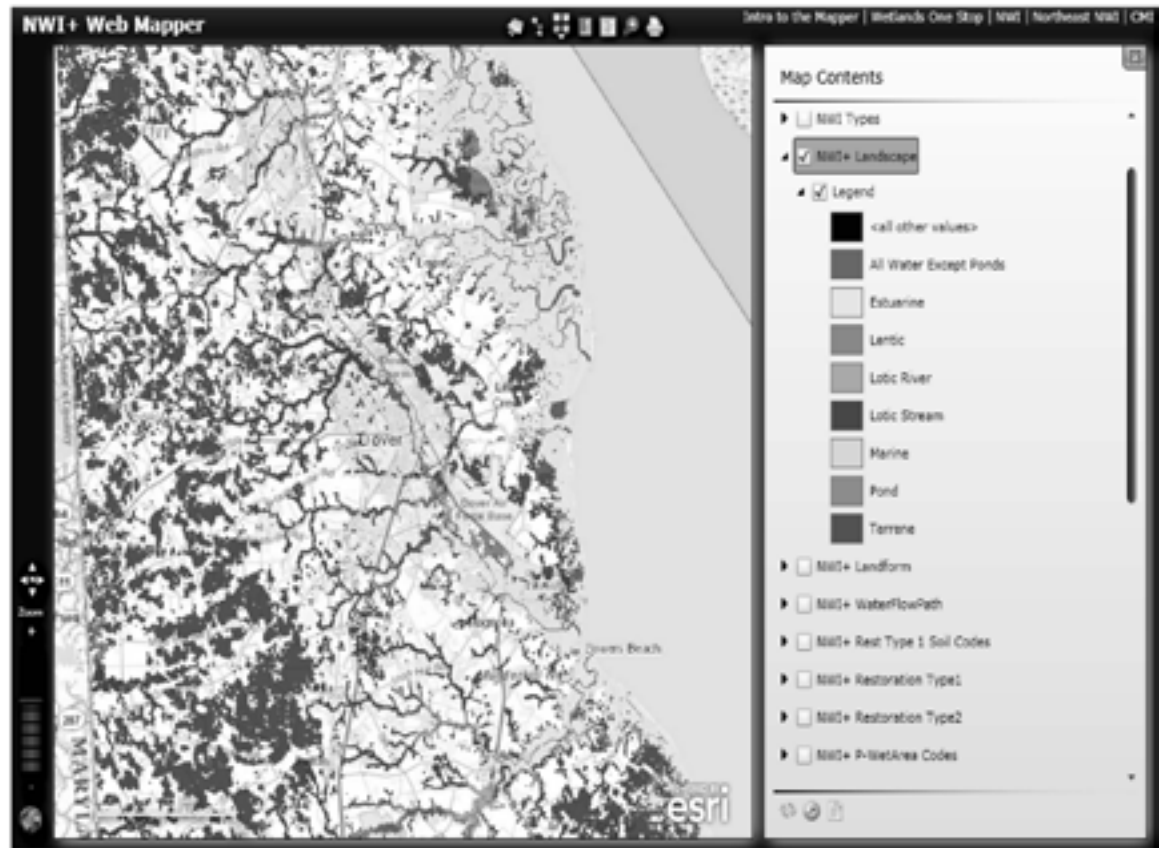 NWI+ Web Mapper
Intro to the Mapper | Wetlands One Stop | NWI | Northeast NWI | CMI
Map Contents
NWI Types
NWI+ Landscape
Legend
<all other values>
All Water Except Ponds
Estuarine
Lentic
Lotic River
Lotic Stream
Marine
Pond
Terrene
NWI+ Landform
NWI+ WaterFlowPath
NWI+ Rest Type 1 Soil Codes
NWI+ Restoration Type1
NWI+ Restoration Type2
NWI+ P-WetArea Codes
Dover
Bowers Beach
Zoom
MARYL
esri